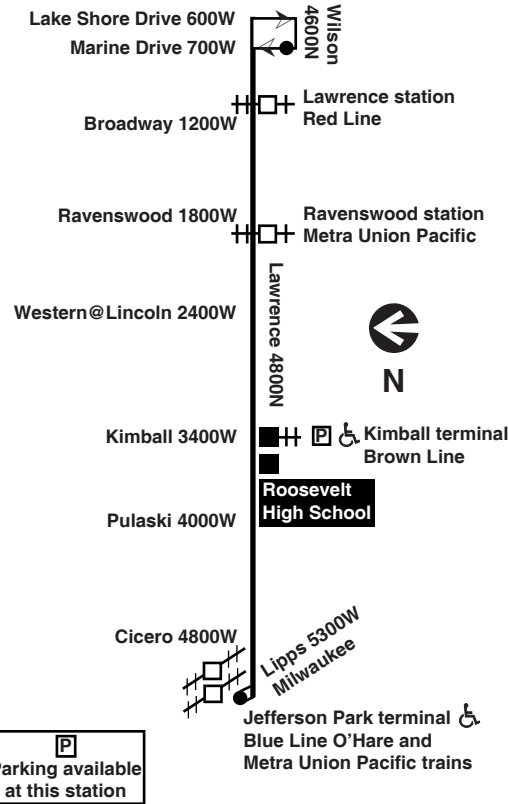 Lake Shore Drive 600W
Marine Drive 700W
Wilson
4600N
Lawrence station
Red Line
Broadway 1200W
Ravenswood 1800W
Ravenswood station
Metra Union Pacific
Lawrence 4800N
Western@Lincoln 2400W
N
Kimball 3400W
P Kimball terminal
Brown Line
Roosevelt
High School
Pulaski 4000W
Cicero 4800W
Lipps 5300W
Milwaukee
Jefferson Park terminal
Blue Line O'Hare and
Metra Union Pacific trains
P
Parking available
at this station